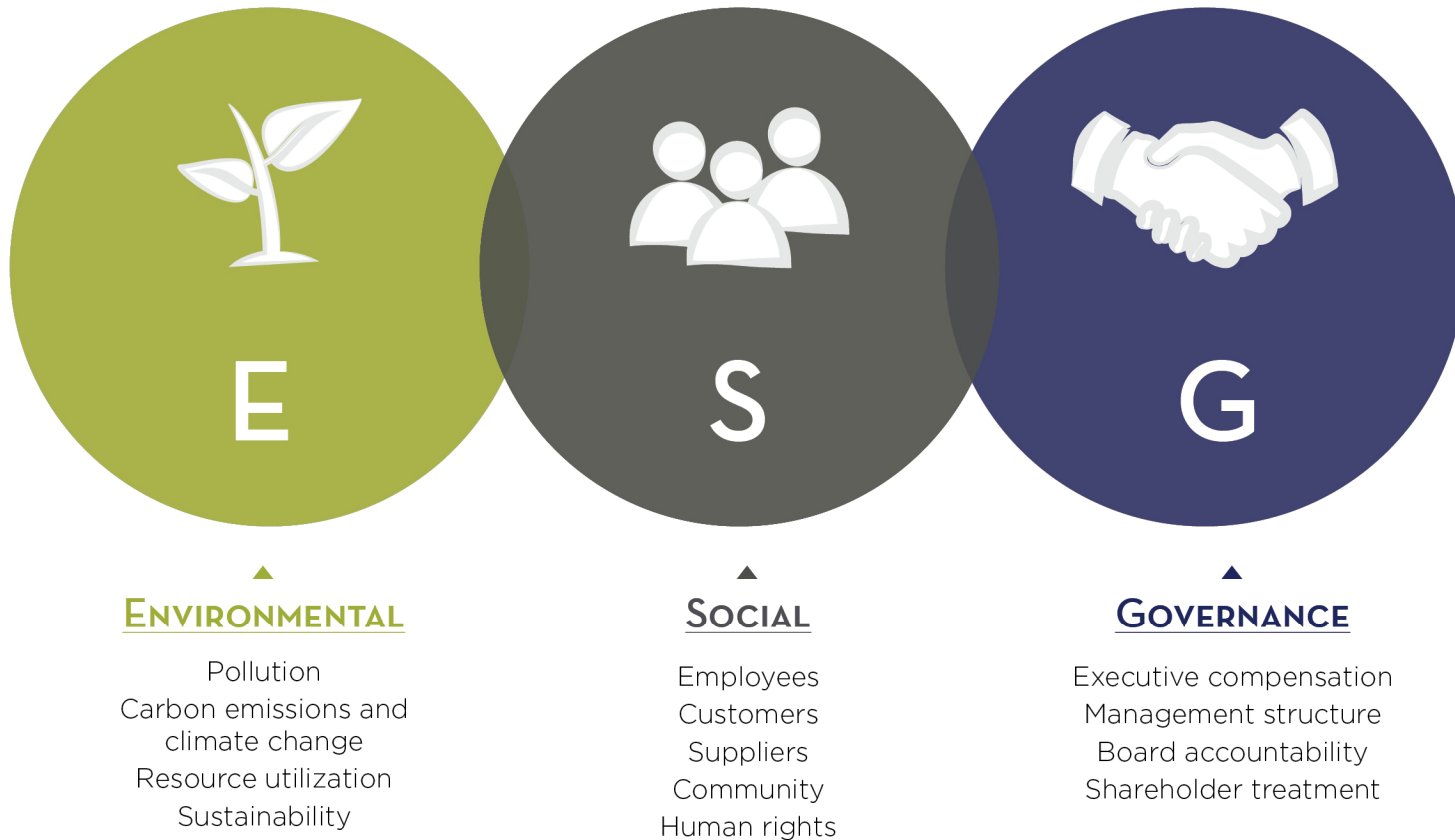 E
S
G
ENVIRONMENTAL
Pollution
Carbon emissions and
climate change
Resource utilization
Sustainability
SOCIAL
Employees
Customers
Suppliers
Community
Human rights
GOVERNANCE
Executive compensation
Management structure
Board accountability
Shareholder treatment